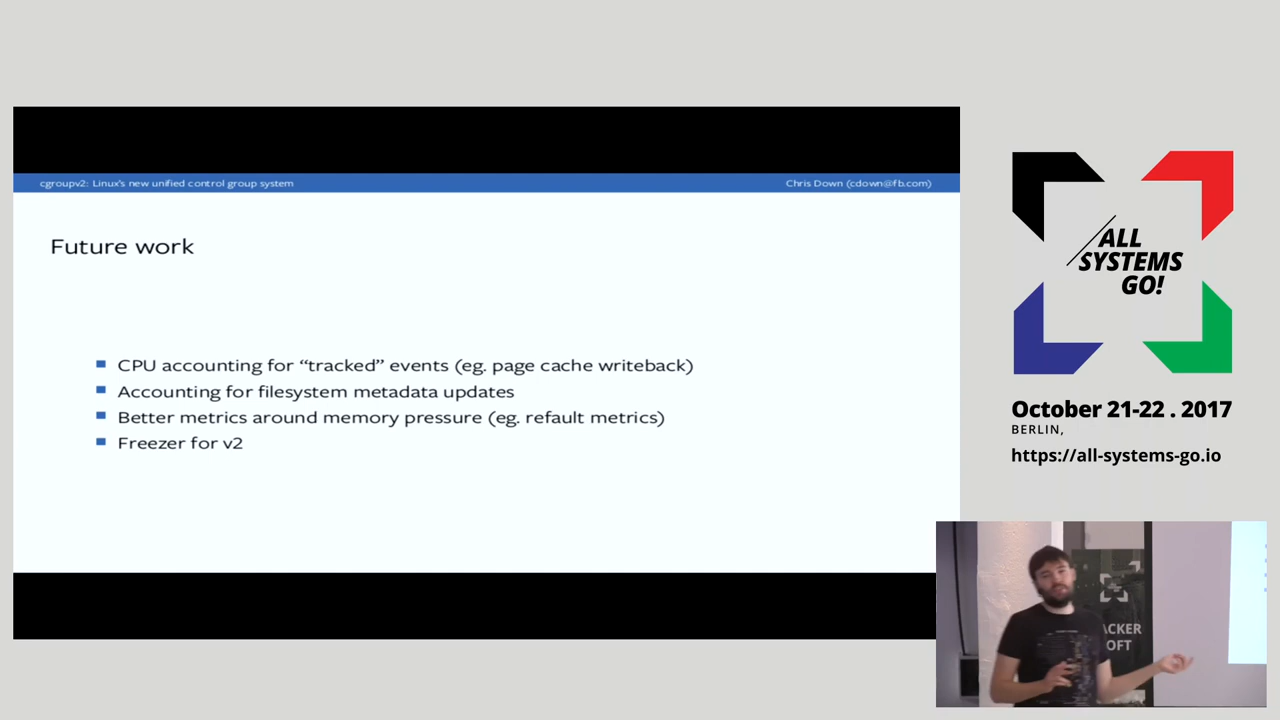 cgroupv2: Linux's new unified control group system
Chris Down (cdown@fb.com)
Future work
CPU accounting for “tracked” events (eg. page cache writeback)
Accounting for filesystem metadata updates
Better metrics around memory pressure (eg. refault metrics)
Freezer for v2
ALL
SYSTEMS
GO!
October 21-22 . 2017
BERLIN,
https://all-systems-go.io
ACKER
OFT